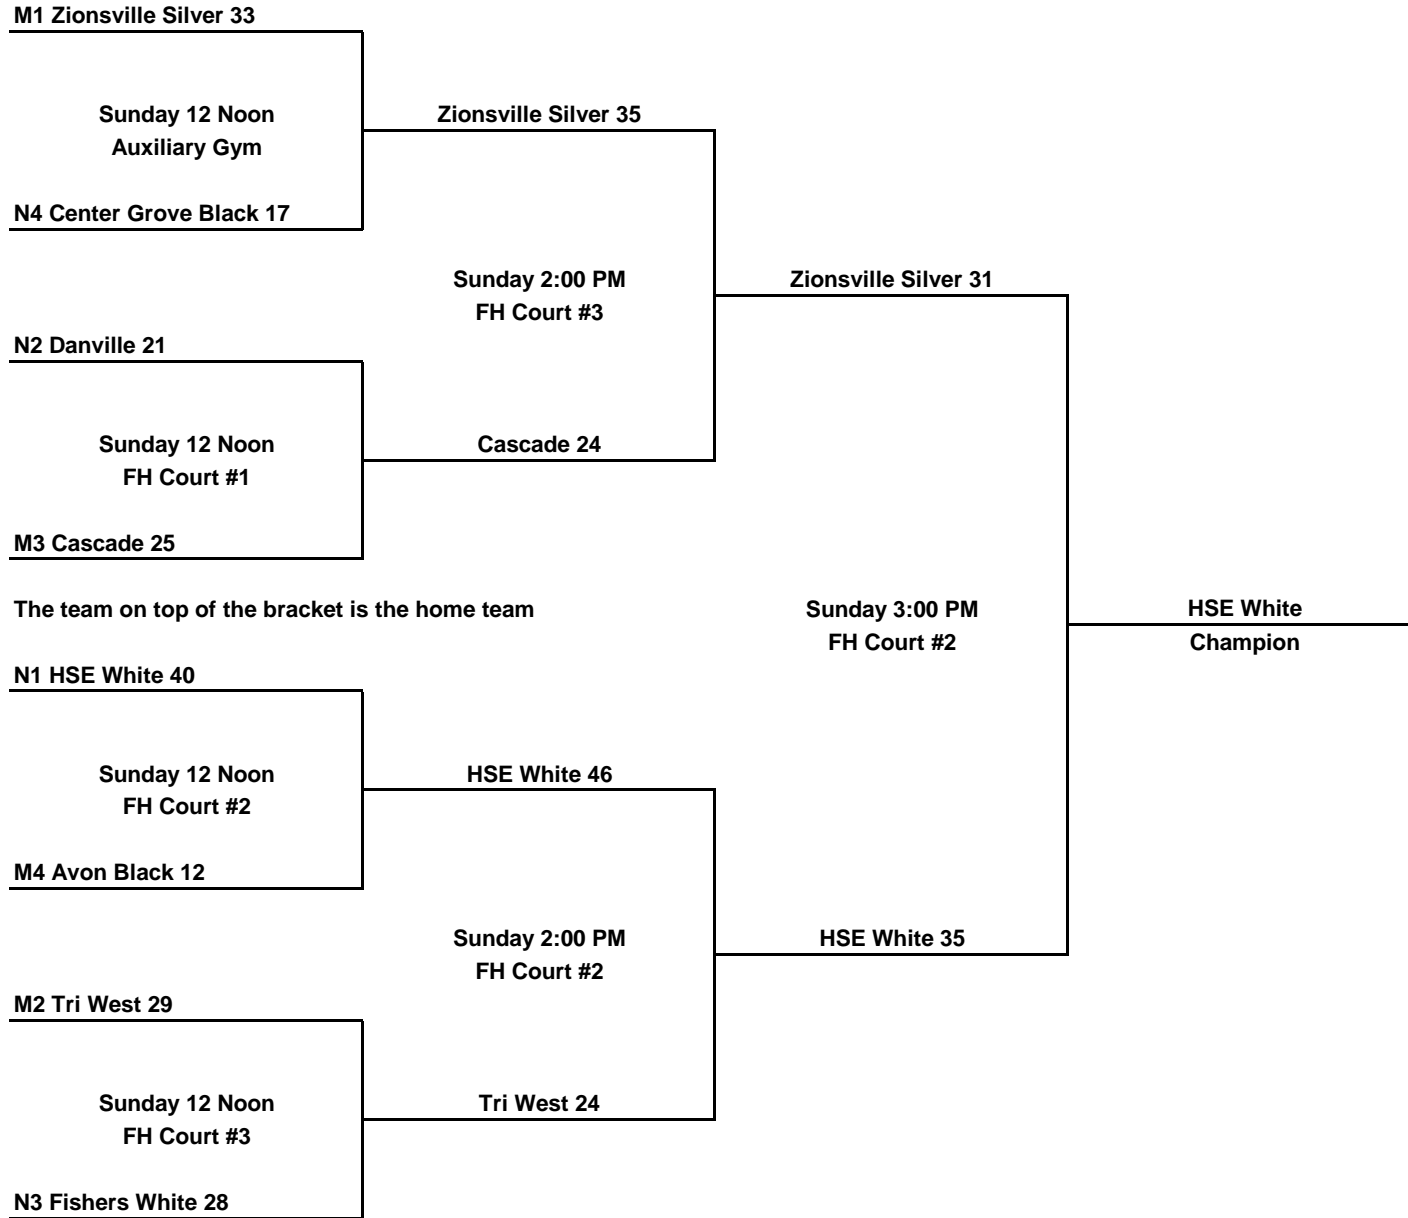 M1 Zionsville Silver 33
Sunday 12 Noon
Auxiliary Gym
Zionsville Silver 35
N4 Center Grove Black 17
Sunday 2:00 PM
FH Court #3
Zionsville Silver 31
N2 Danville 21
Sunday 12 Noon
FH Court #1
Cascade 24
M3 Cascade 25
The team on top of the bracket is the home team
Sunday 3:00 PM
FH Court #2
HSE White
Champion
N1 HSE White 40
Sunday 12 Noon
FH Court #2
HSE White 46
M4 Avon Black 12
Sunday 2:00 PM
FH Court #2
HSE White 35
M2 Tri West 29
Sunday 12 Noon
FH Court #3
Tri West 24
N3 Fishers White 28